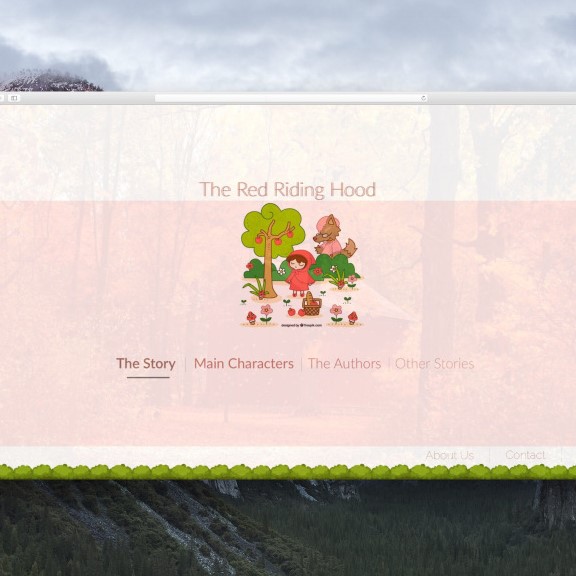 The Red Riding Hood
designed by freepik.com
The Story Main Characters The Authors Other Stories
About Us Contact